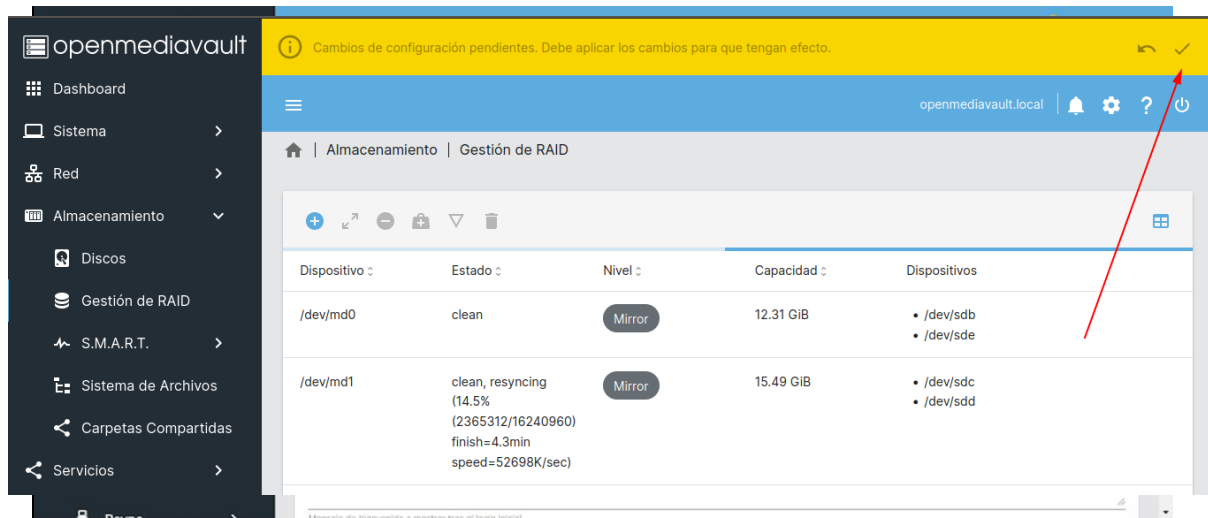 openmediavault
Cambios de configuración pendientes. Debe aplicar los cambios para que tengan efecto.
Dashboard
openmediavault.local
Sistema
Almacenamiento | Gestión de RAID
Red
Almacenamiento
Discos
Gestión de RAID
S.M.A.R.T.
Sistema de Archivos
Carpetas Compartidas
Servicios
Dispositivo Estado Nivel Capacidad Dispositivos
/dev/md0 clean Mirror 12.31 GiB • /dev/sdb
• /dev/sde
/dev/md1 clean, resyncing Mirror 15.49 GiB • /dev/sdc
(14.5% • /dev/sdd
(2365312/16240960)
finish=4.3min
speed=52698K/sec)